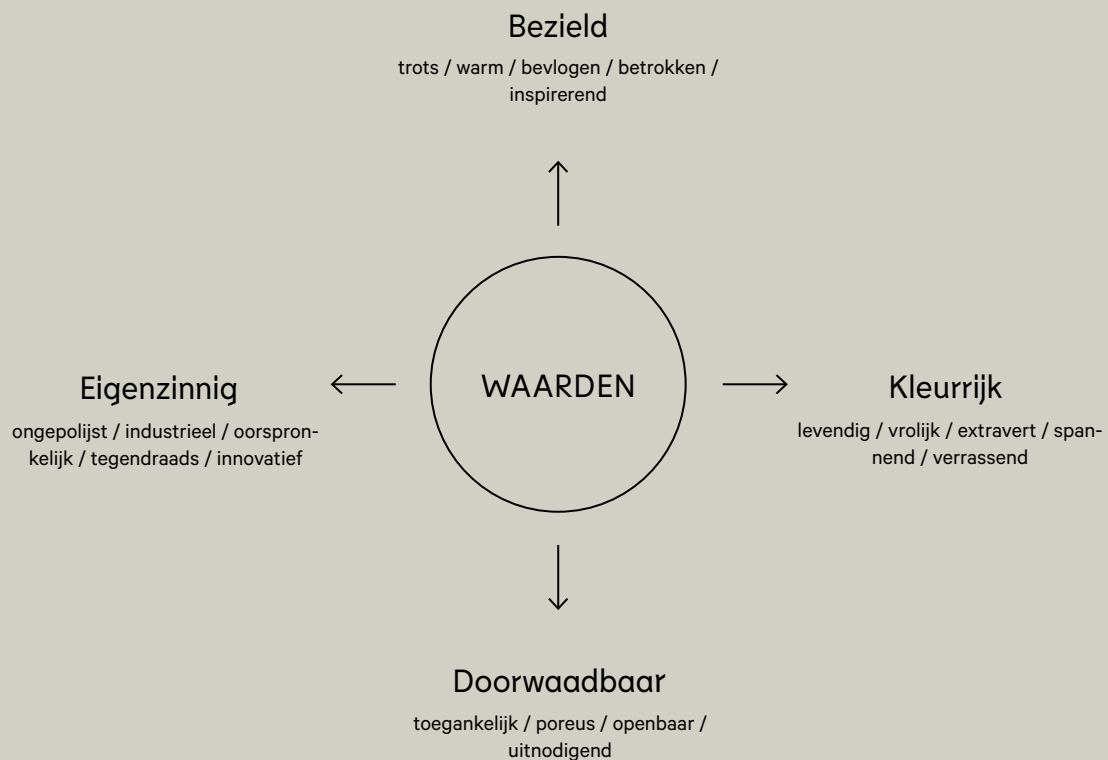 Bezield
trots / warm / bevlogen / betrokken /
inspirerend
Eigenzinnig
ongepolijst / industrieel / oorspron-
kelijk / tegendraads / innovatief
WAARDEN
Kleurrijk
levendig / vrolijk / extravert / span-
nend / verrassend
Doorwaadbaar
toegankelijk / poreus / openbaar /
uitnodigend